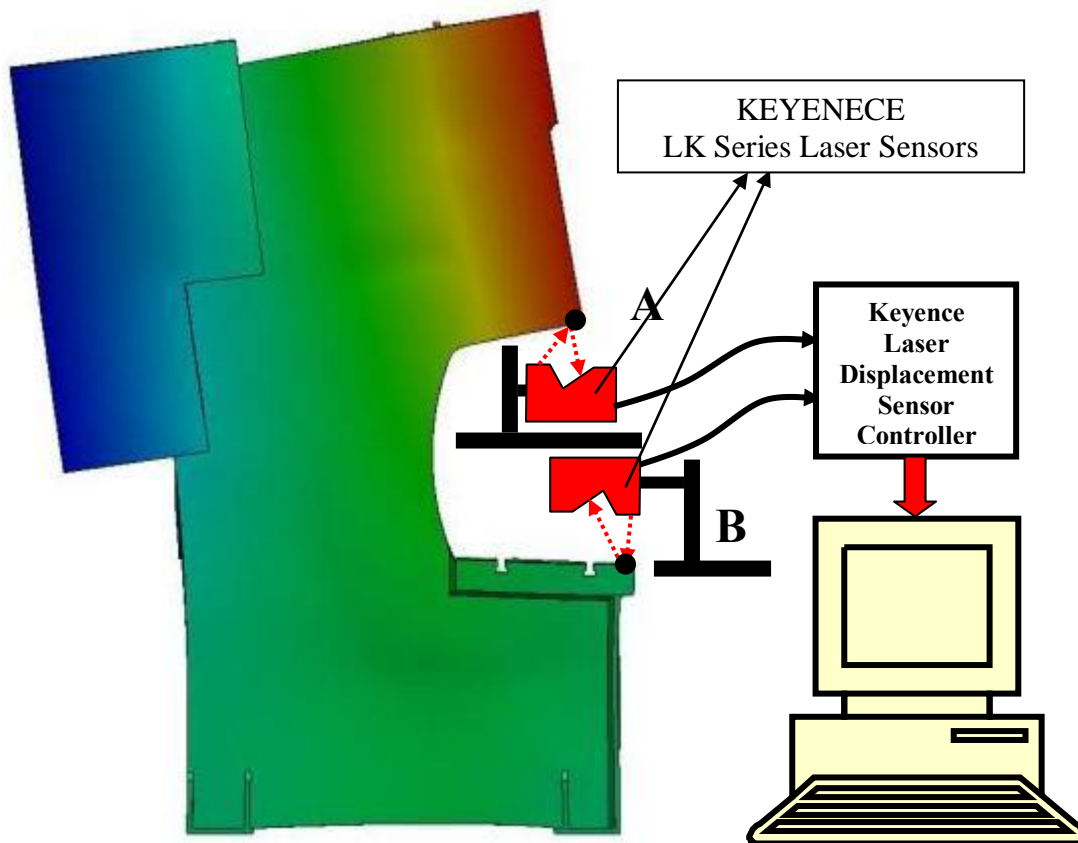 KEYENECE
LK Series Laser Sensors
A
Keyence
Laser
Displacement
Sensor
Controller
B